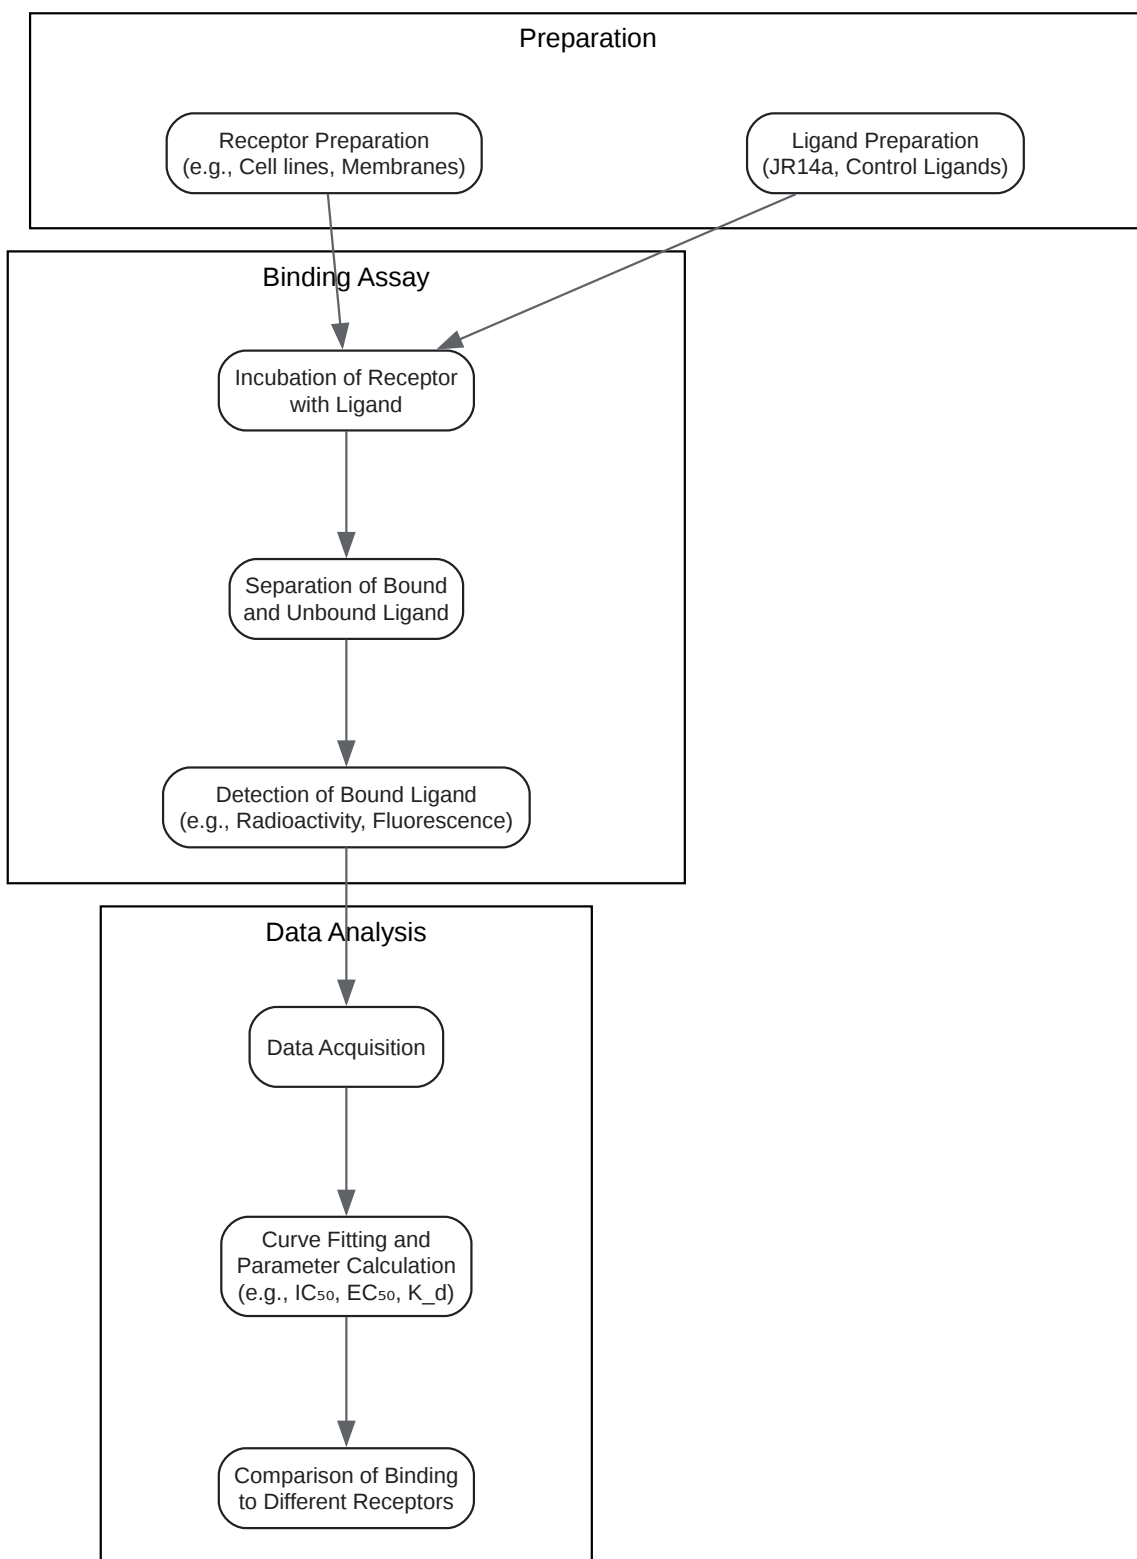 Preparation
Receptor Preparation
(e.g., Cell lines, Membranes)
Ligand Preparation
(JR14a, Control Ligands)
Binding Assay
Incubation of Receptor
with Ligand
Separation of Bound
and Unbound Ligand
Detection of Bound Ligand
(e.g., Radioactivity, Fluorescence)
Data Analysis
Data Acquisition
Curve Fitting and
Parameter Calculation
(e.g., IC₅₀, EC₅₀, K_d)
Comparison of Binding
to Different Receptors